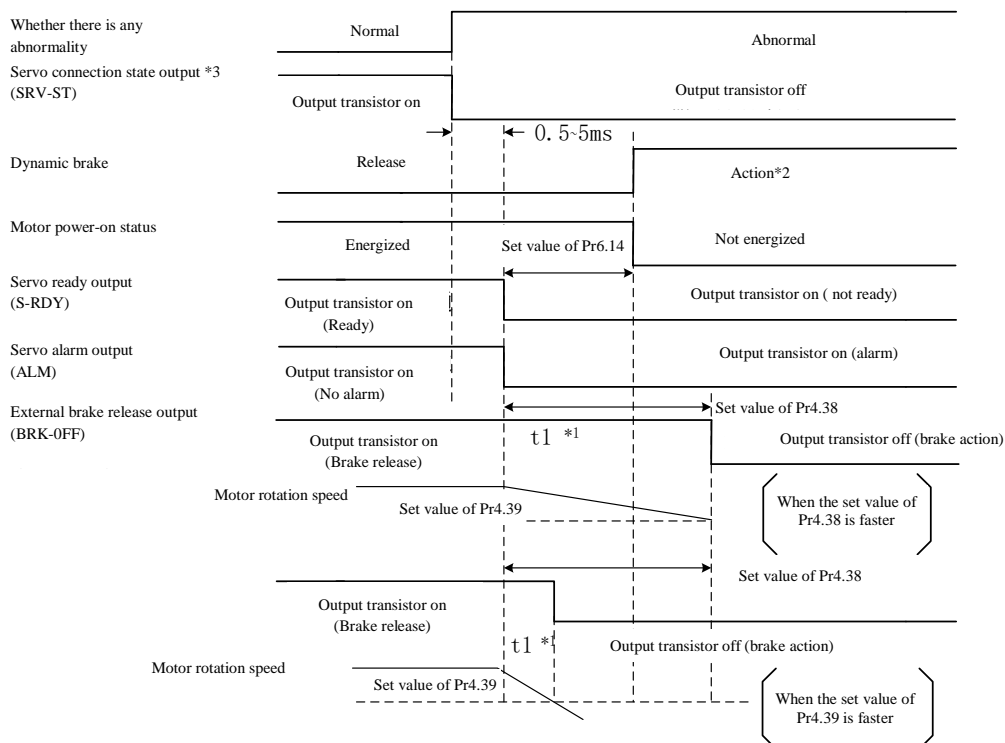 Whether there is any
abnormality
Normal
Abnormal
Servo connection state output *3
(SRV-ST)
Output transistor on
Output transistor off
0.5~5ms
Dynamic brake
Release
Action*2
Motor power-on status
Energized
Set value of Pr6.14
Not energized
Servo ready output
(S-RDY)
Output transistor on
(Ready)
Output transistor on ( not ready)
Servo alarm output
(ALM)
Output transistor on
(No alarm)
Output transistor on (alarm)
External brake release output
(BRK-0FF)
Set value of Pr4.38
Output transistor on
(Brake release)
t1 *1
Output transistor off (brake action)
Motor rotation speed
Set value of Pr4.39
When the set value of
Pr4.38 is faster
Set value of Pr4.38
Output transistor on
(Brake release)
t1 *1
Output transistor off (brake action)
Motor rotation speed
Set value of Pr4.39
When the set value of
Pr4.39 is faster